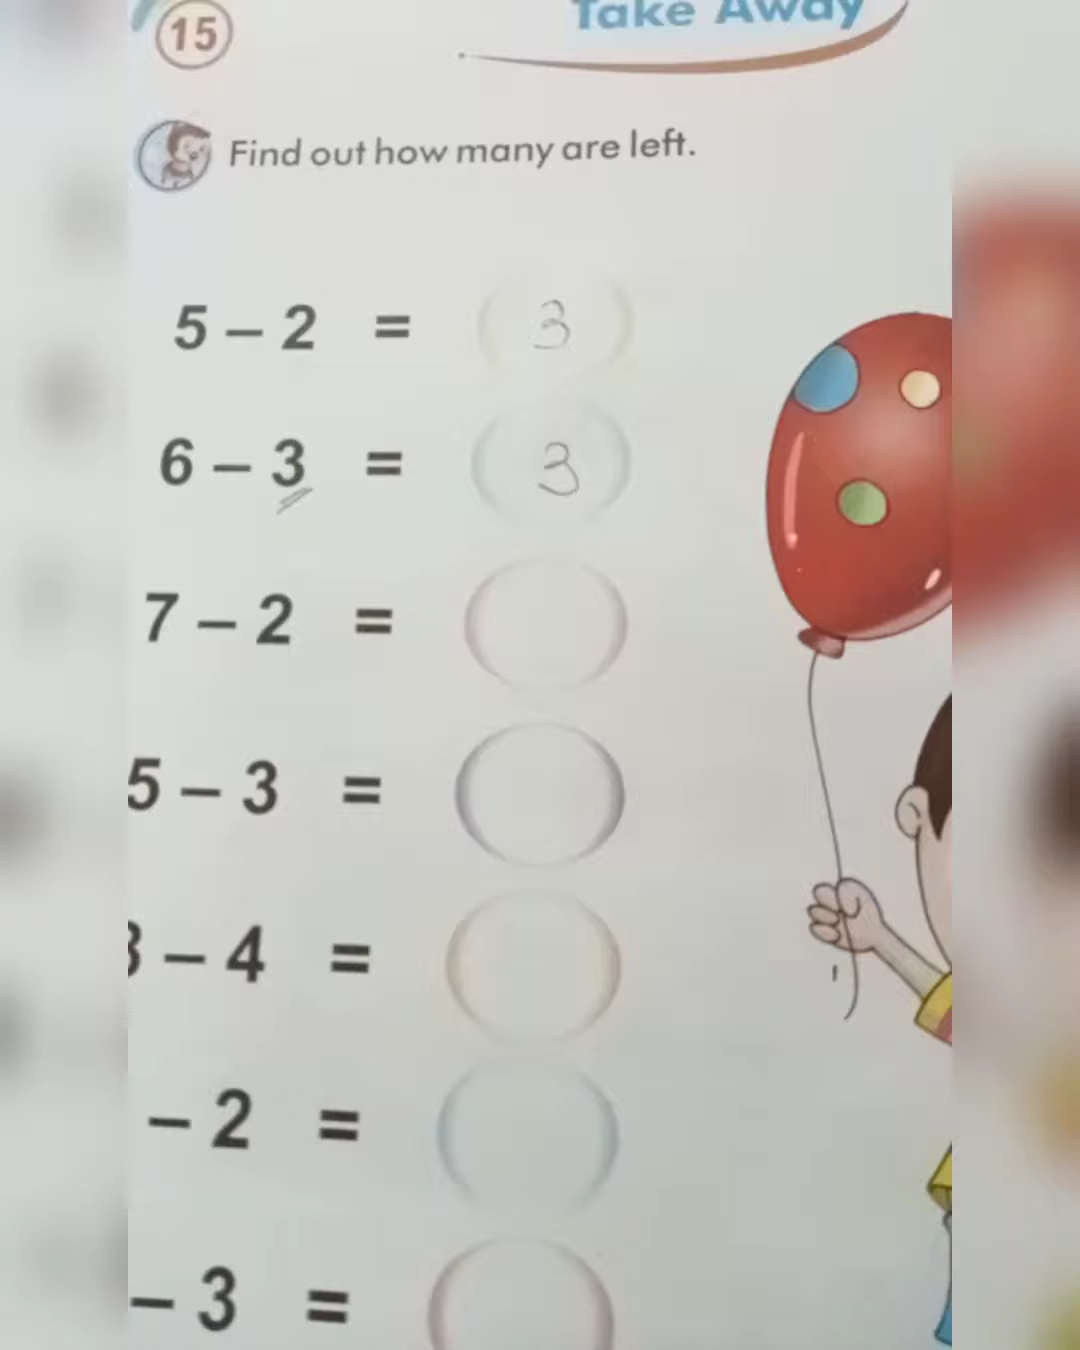 15
Take Away
Find out how many are left.
5 – 2 = ( 3 )
6 – 3 = ( 3 )
7 – 2 =
5 – 3 =
– 4 =
– 2 =
– 3 =